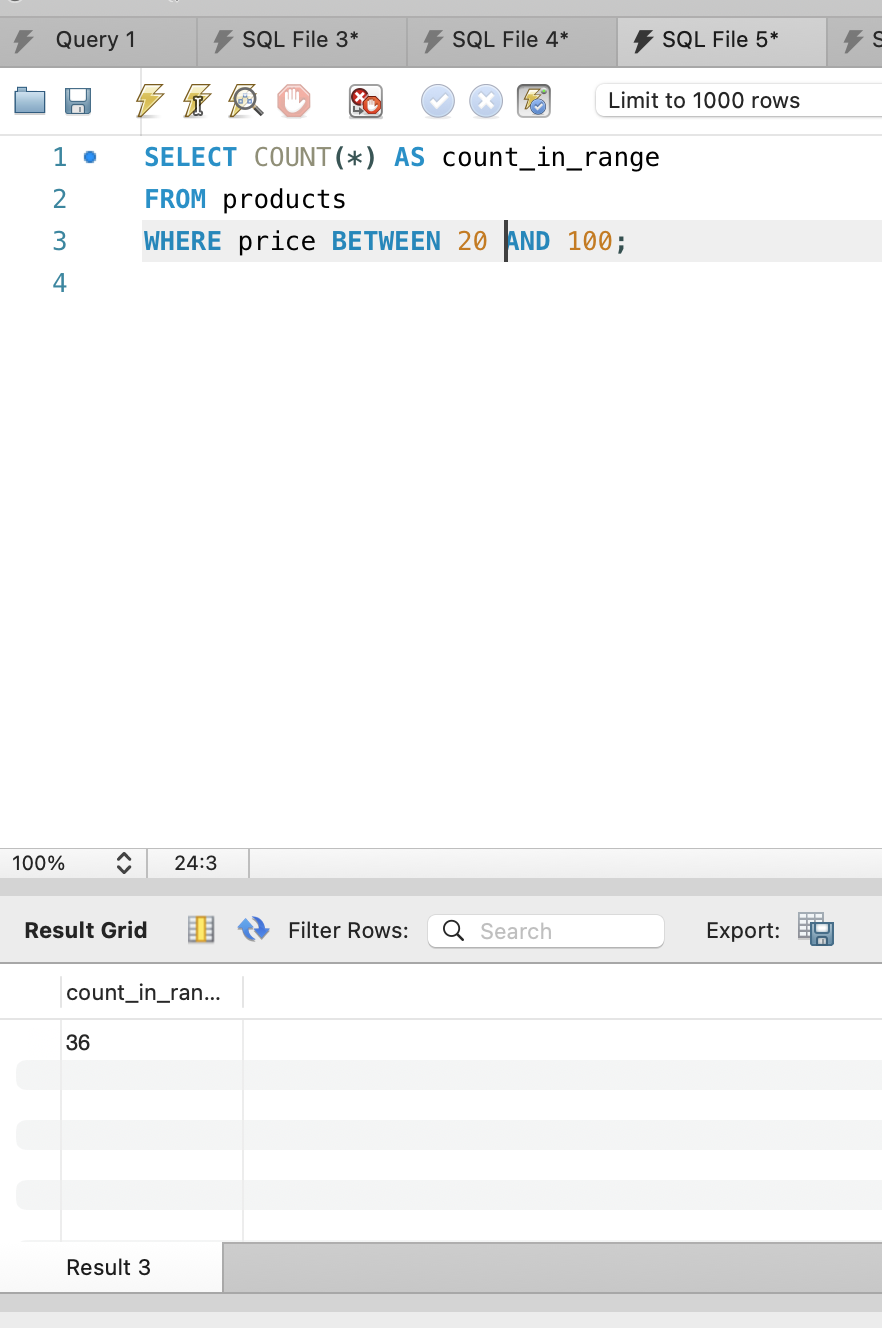 Query 1 SQL File 3* SQL File 4* SQL File 5*
Limit to 1000 rows
1 SELECT COUNT(*) AS count_in_range
2 FROM products
3 WHERE price BETWEEN 20 AND 100;
4
100% 24:3
Result Grid Filter Rows: Search Export:
count_in_ran...
36
Result 3